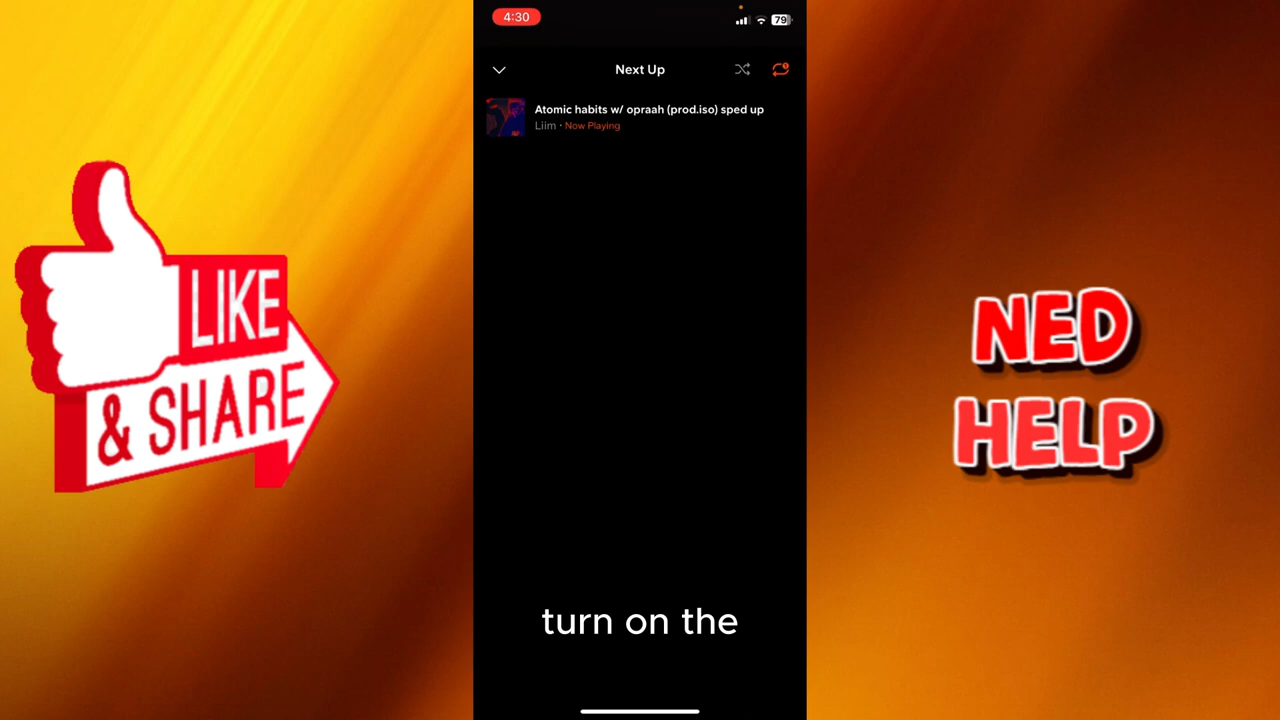 4:30
79
Next Up
1
Atomic habits w/ opraah (prod.iso) sped up
Liim · Now Playing
LIKE
& SHARE
NED
HELP
turn on the